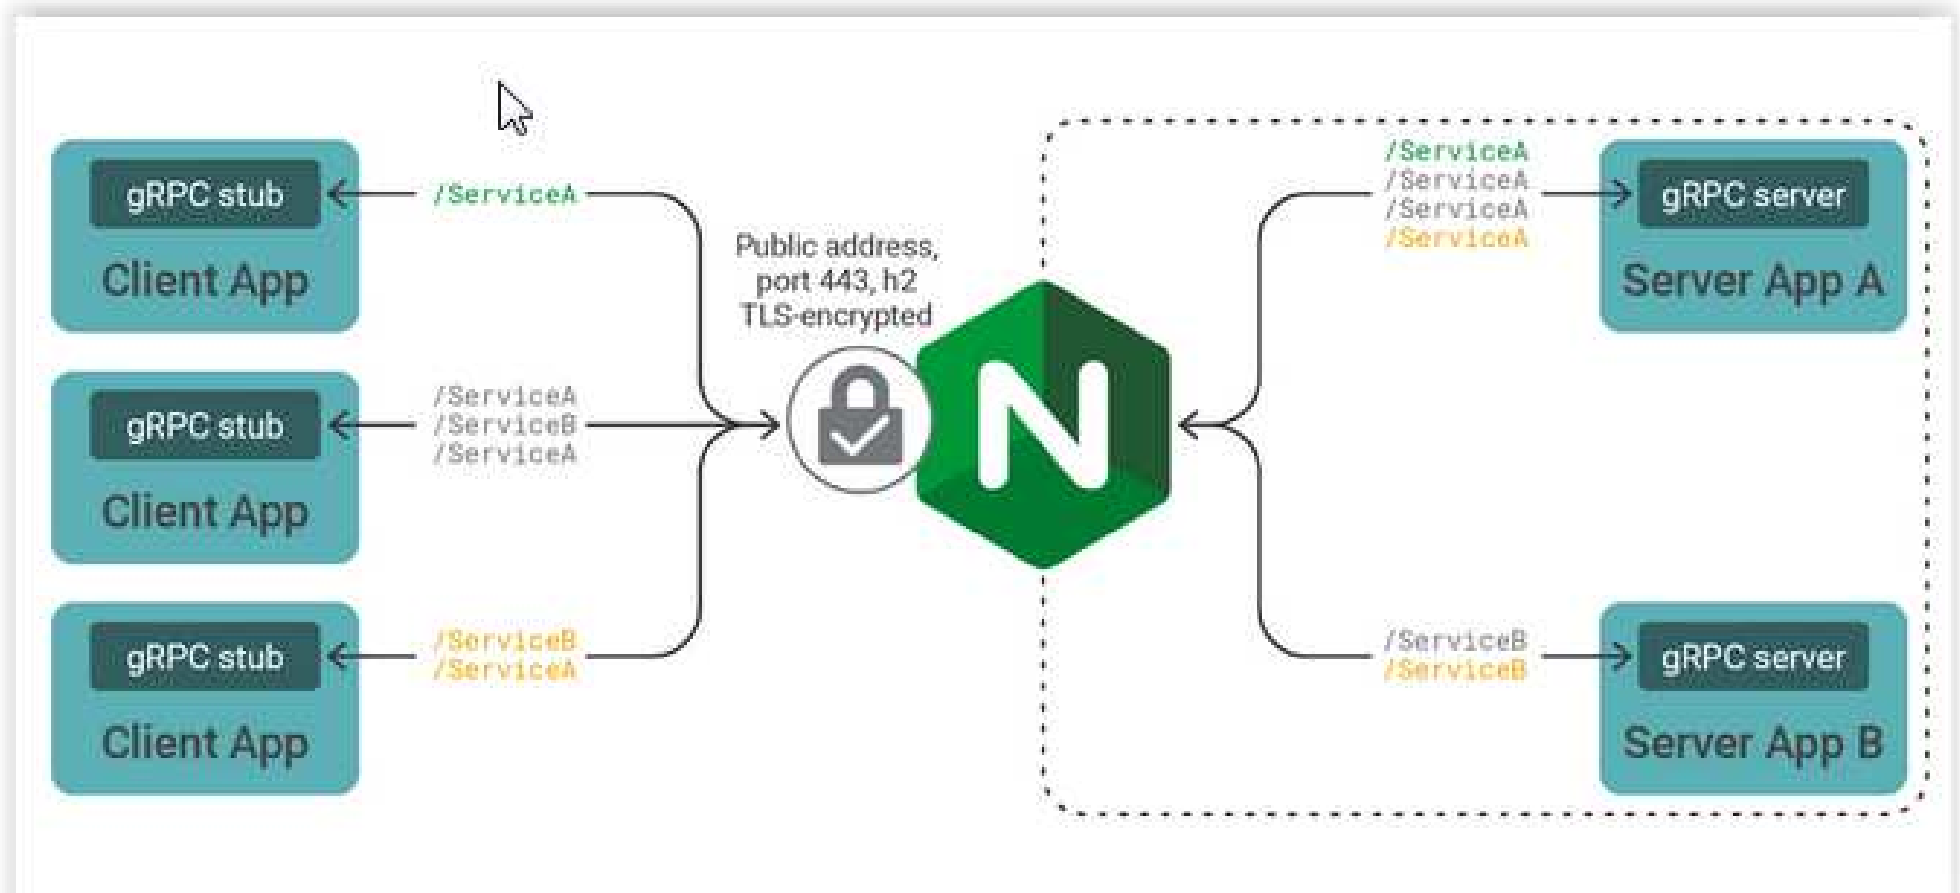 gRPC stub
Client App
/ServiceA
gRPC stub
Client App
/ServiceA
/ServiceB
/ServiceA
gRPC stub
Client App
/ServiceB
/ServiceA
Public address,
port 443, h2
TLS-encrypted
N
/ServiceA
/ServiceA
/ServiceA
/ServiceA
gRPC server
Server App A
/ServiceB
/ServiceB
gRPC server
Server App B